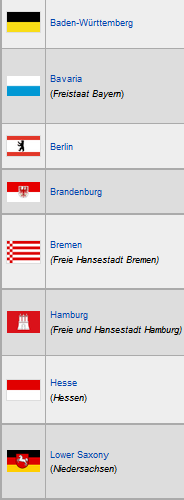 Baden-Württemberg
Bavaria
(Freistaat Bayern)
Berlin
Brandenburg
Bremen
(Freie Hansestadt Bremen)
Hamburg
(Freie und Hansestadt Hamburg)
Hesse
(Hessen)
Lower Saxony
(Niedersachsen)